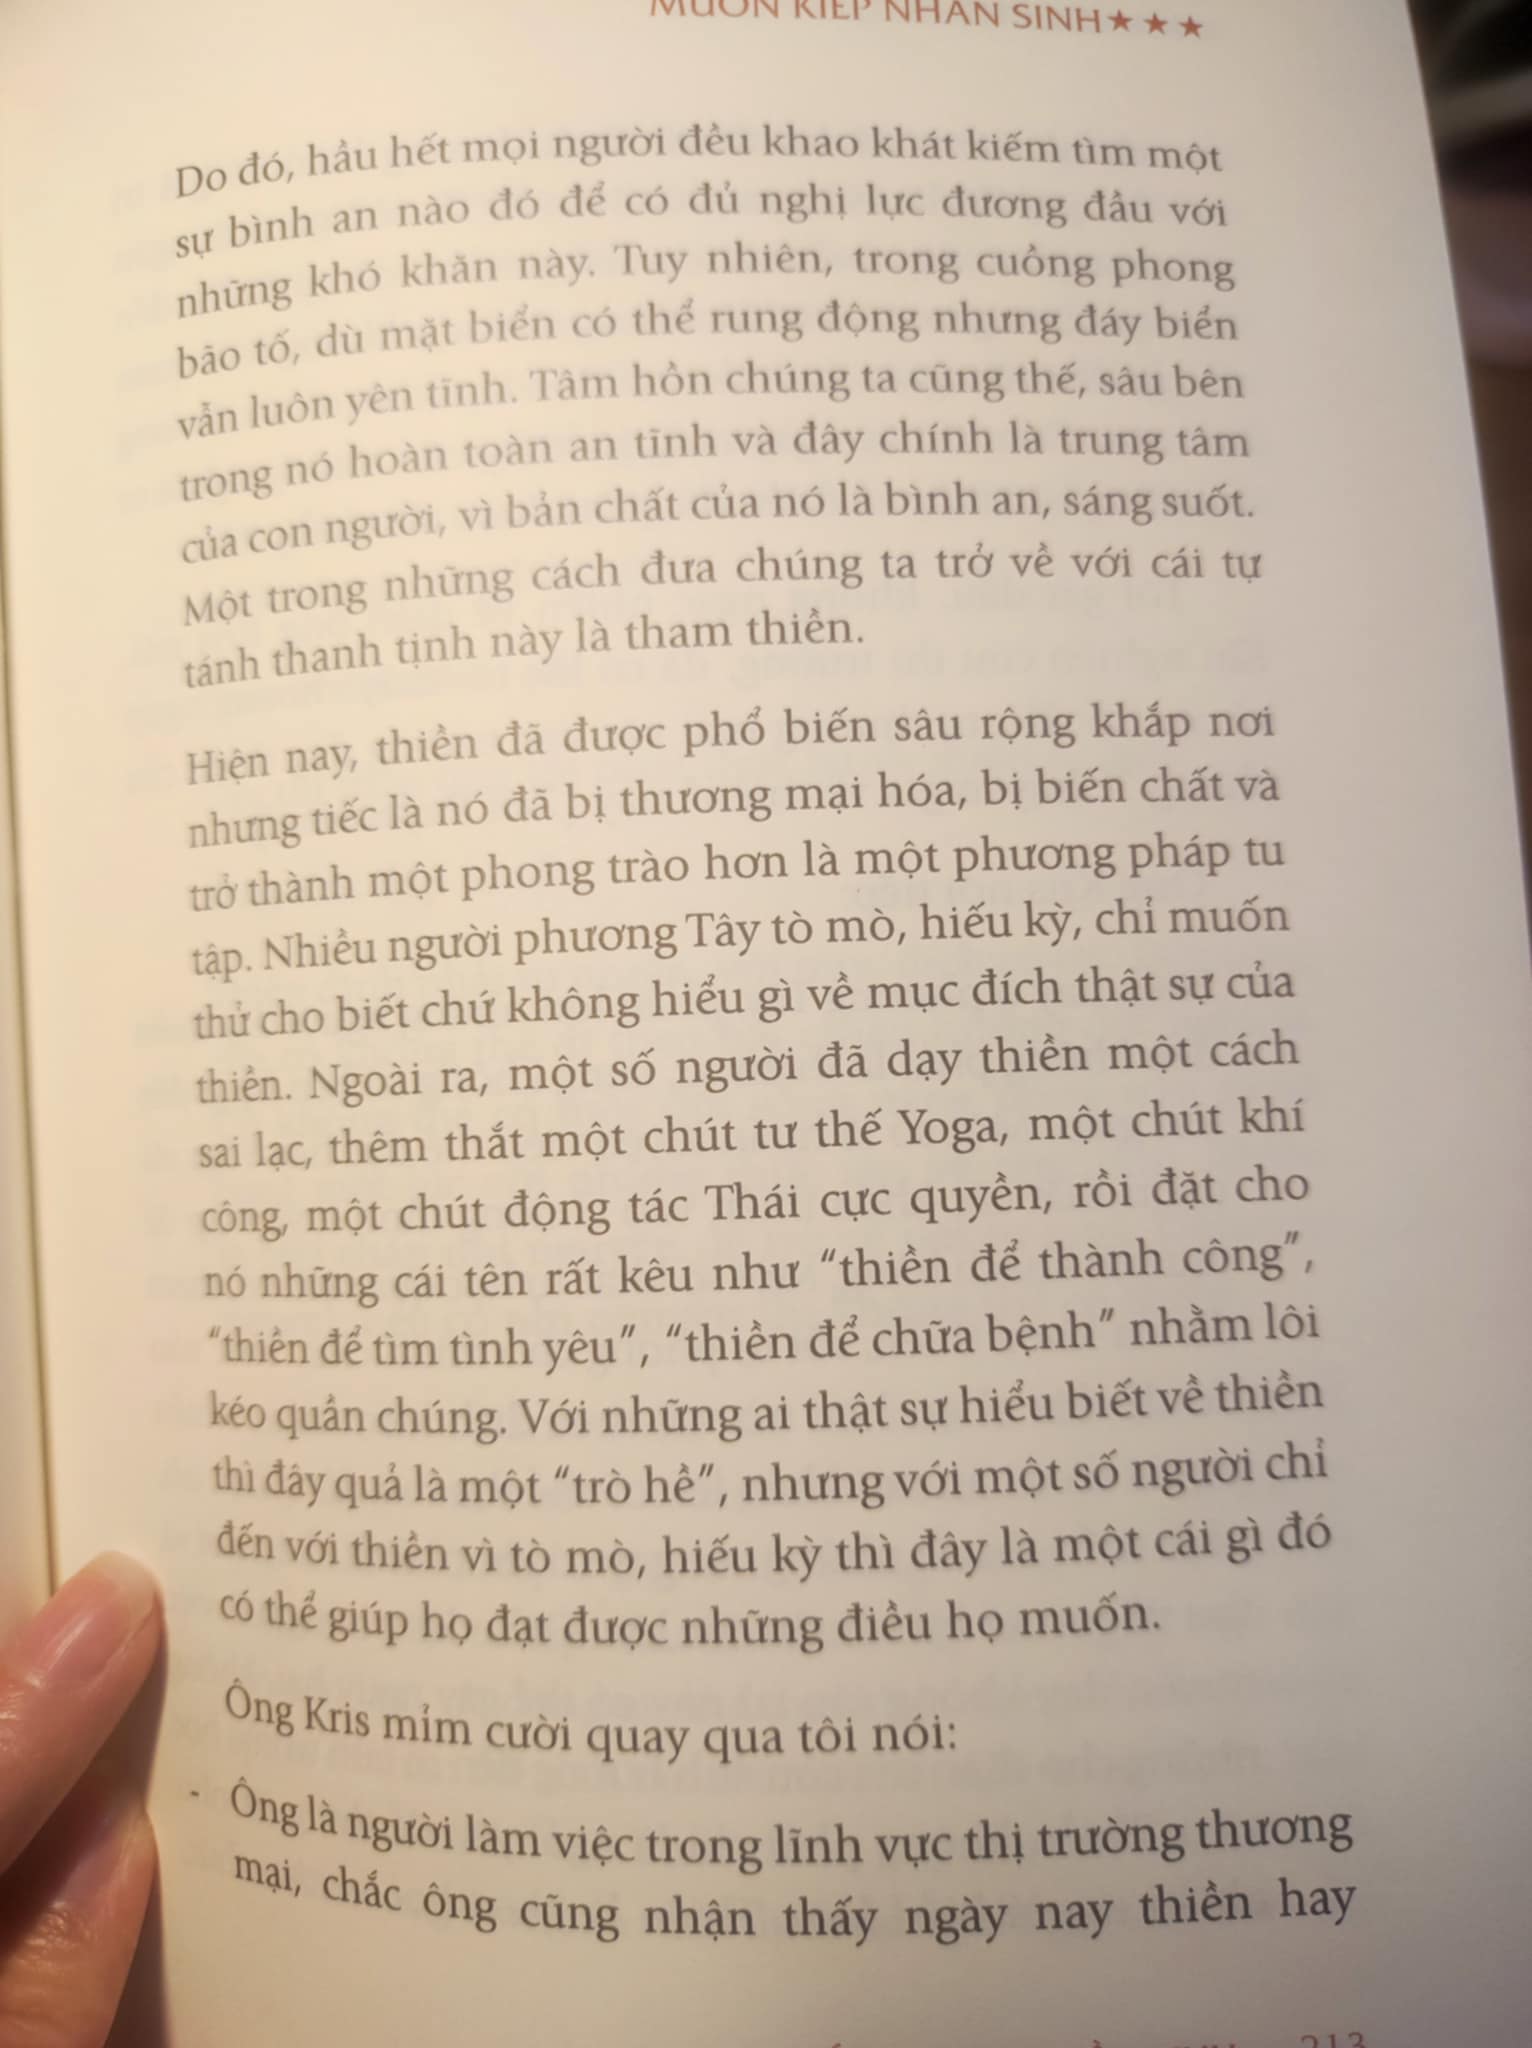 MUÔN KIẾP NHÂN SINH★★★
Do đó, hầu hết mọi người đều khao khát kiếm tìm một
sự bình an nào đó để có đủ nghị lực đương đầu với
những khó khăn này. Tuy nhiên, trong cuồng phong
bão tố, dù mặt biển có thể rung động nhưng đáy biển
vẫn luôn yên tĩnh. Tâm hồn chúng ta cũng thế, sâu bên
trong nó hoàn toàn an tĩnh và đây chính là trung tâm
của con người, vì bản chất của nó là bình an, sáng suốt.
Một trong những cách đưa chúng ta trở về với cái tự
tánh thanh tịnh này là tham thiền.
Hiện nay, thiền đã được phổ biến sâu rộng khắp nơi
nhưng tiếc là nó đã bị thương mại hóa, bị biến chất và
trở thành một phong trào hơn là một phương pháp tu
tập. Nhiều người phương Tây tò mò, hiếu kỳ, chỉ muốn
thử cho biết chứ không hiểu gì về mục đích thật sự của
thiền. Ngoài ra, một số người đã dạy thiền một cách
sai lạc, thêm thắt một chút tư thế Yoga, một chút khí
công, một chút động tác Thái cực quyền, rồi đặt cho
nó những cái tên rất kêu như “thiền để thành công”,
“thiền để tìm tình yêu”, “thiền để chữa bệnh” nhằm lôi
kéo quần chúng. Với những ai thật sự hiểu biết về thiền
thì đây quả là một “trò hề”, nhưng với một số người chỉ
đến với thiền vì tò mò, hiếu kỳ thì đây là một cái gì đó
có thể giúp họ đạt được những điều họ muốn.
Ông Kris mỉm cười quay qua tôi nói:
- Ông là người làm việc trong lĩnh vực thị trường thương
mại, chắc ông cũng nhận thấy ngày nay thiền hay
213